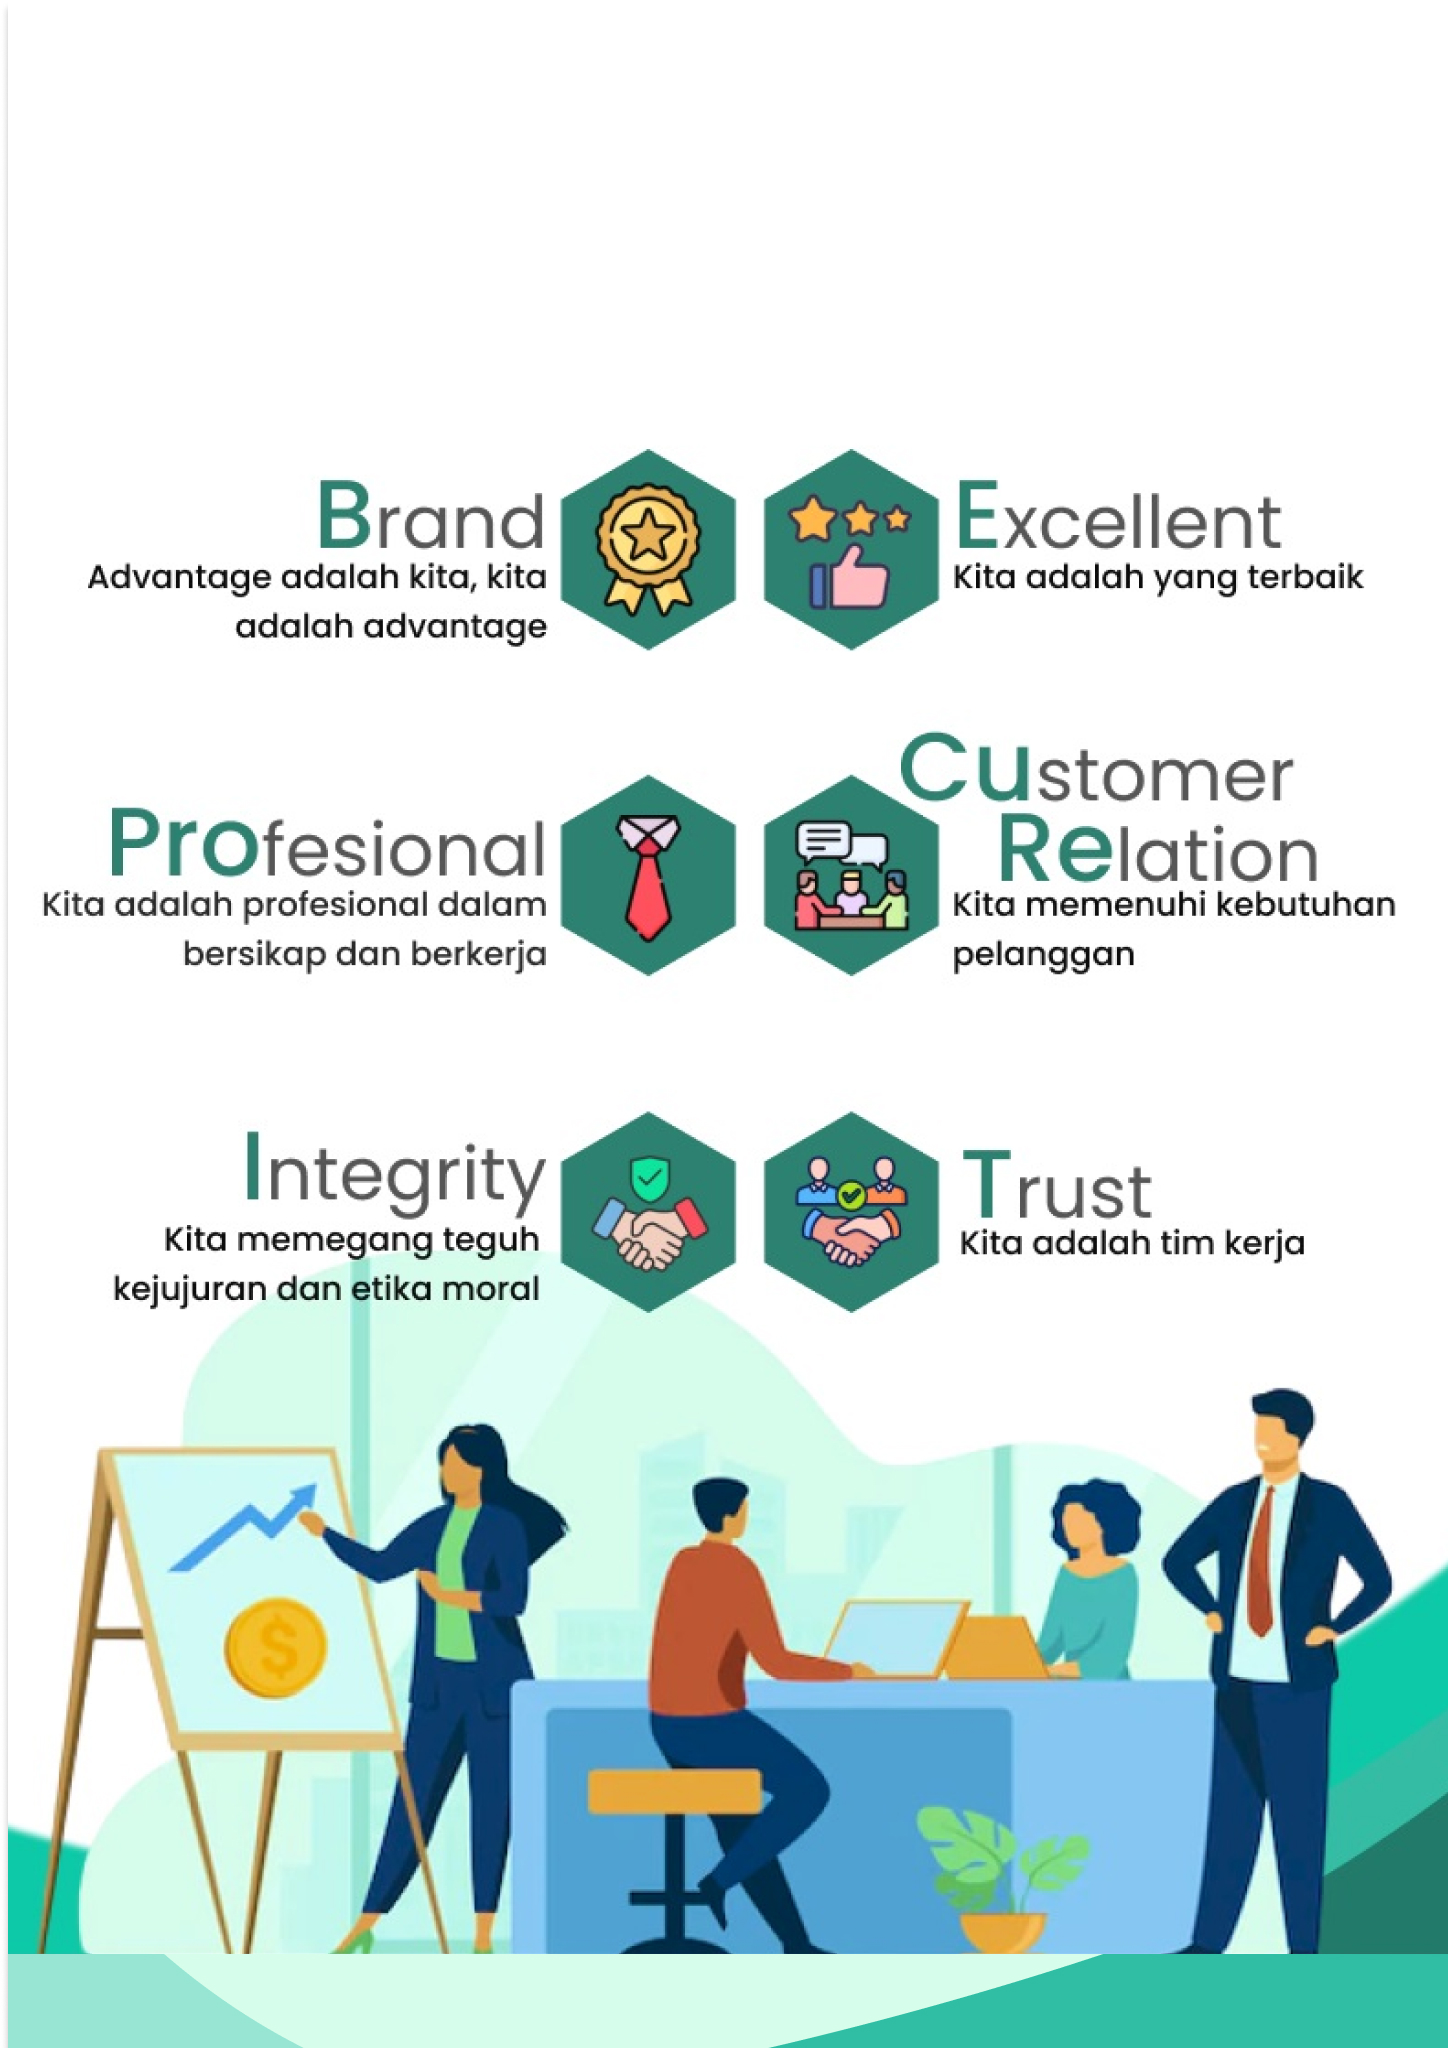 Brand
Advantage adalah kita, kita
adalah advantage
Excellent
Kita adalah yang terbaik
Profesional
Kita adalah profesional dalam
bersikap dan berkerja
Customer
Relation
Kita memenuhi kebutuhan
pelanggan
Integrity
Kita memegang teguh
kejujuran dan etika moral
Trust
Kita adalah tim kerja
$